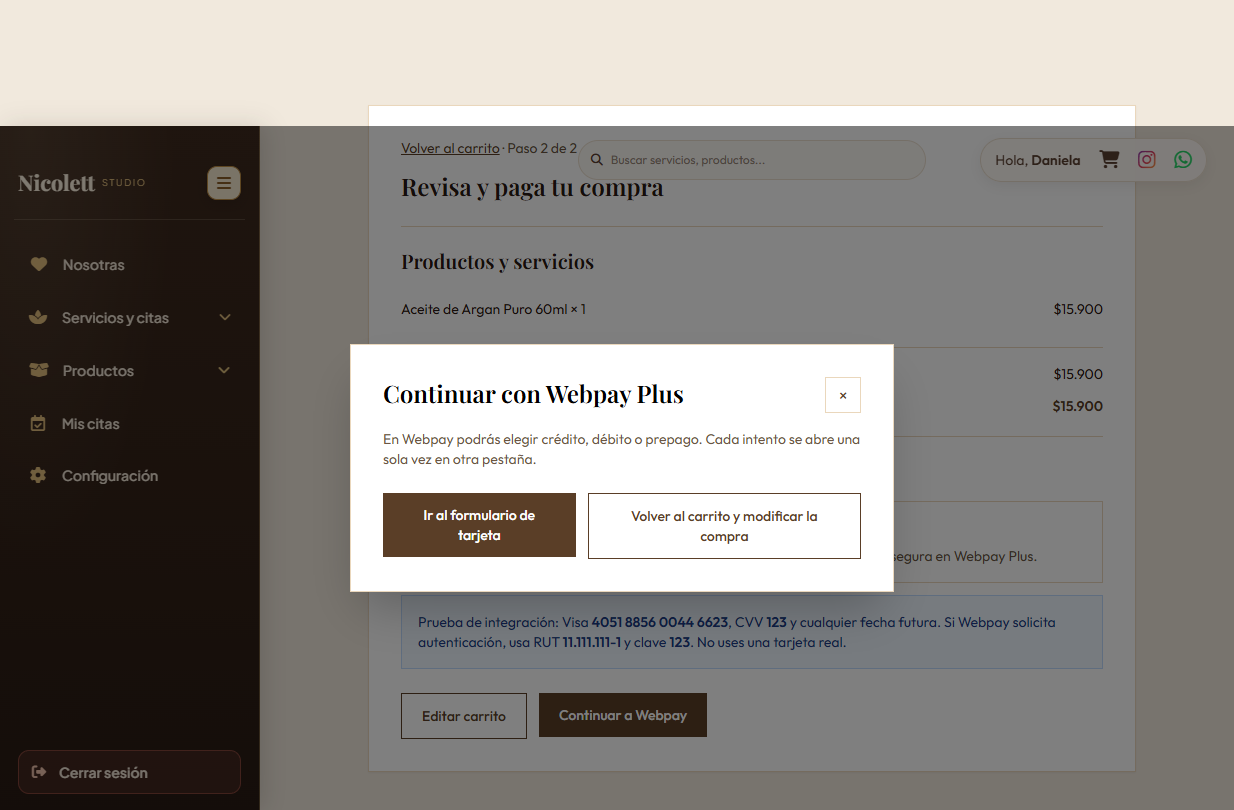 Nicolett STUDIO
Nosotras
Servicios y citas
Productos
Mis citas
Configuración
Cerrar sesión
Buscar servicios, productos...
Hola, Daniela
Volver al carrito · Paso 2 de 2
Revisa y paga tu compra
Productos y servicios
Aceite de Argan Puro 60ml × 1 $15.900
$15.900
$15.900
Continuar con Webpay Plus
×
En Webpay podrás elegir crédito, débito o prepago. Cada intento se abre una
sola vez en otra pestaña.
Ir al formulario de
tarjeta
Volver al carrito y modificar la
compra
segura en Webpay Plus.
Prueba de integración: Visa 4051 8856 0044 6623, CVV 123 y cualquier fecha futura. Si Webpay solicita
autenticación, usa RUT 11.111.111-1 y clave 123. No uses una tarjeta real.
Editar carrito
Continuar a Webpay